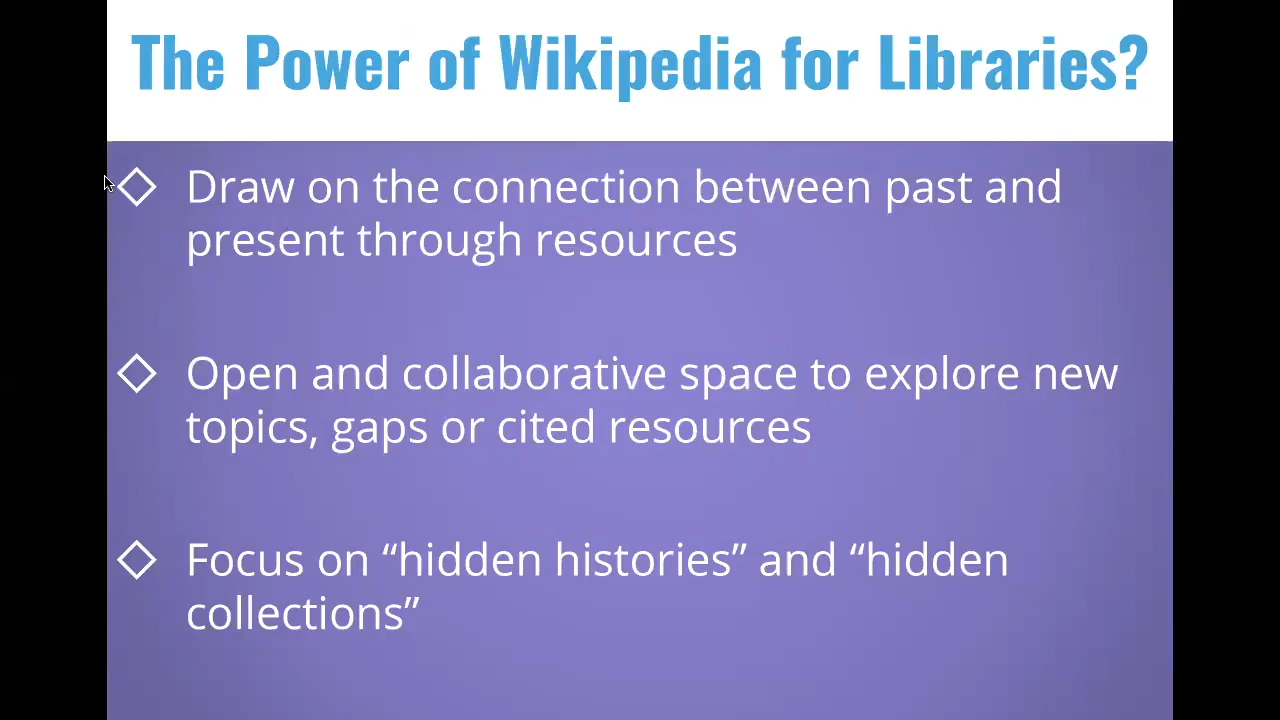 The Power of Wikipedia for Libraries?
Draw on the connection between past and
present through resources
Open and collaborative space to explore new
topics, gaps or cited resources
Focus on “hidden histories” and “hidden
collections”